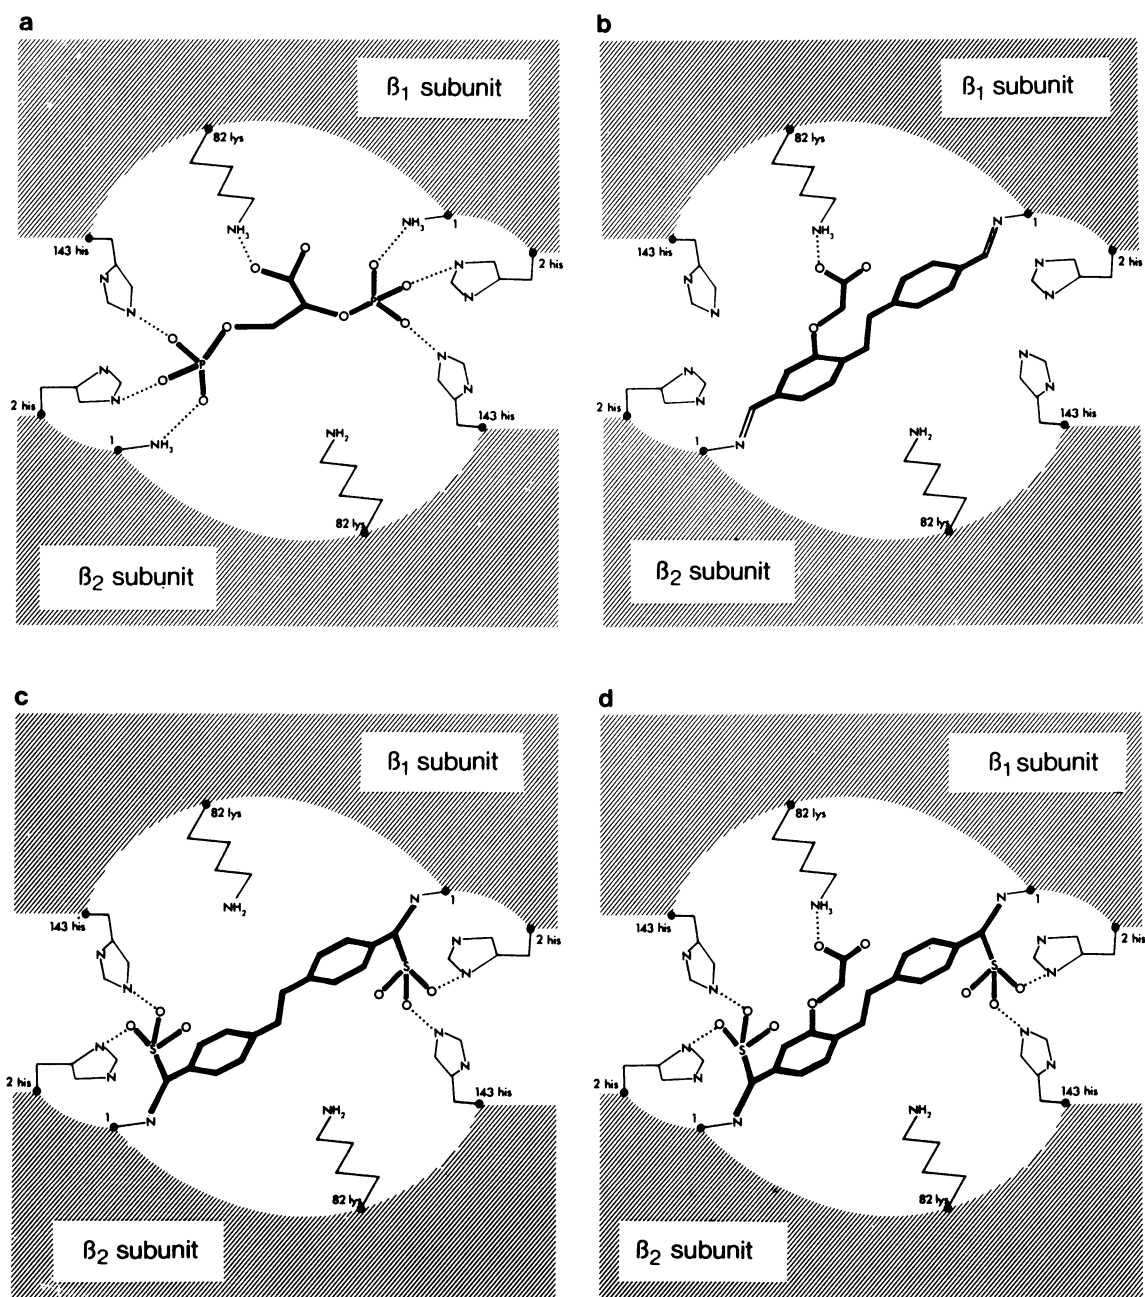 a
β₁ subunit
82 lys
NH₃
NH₃
1
143 his
2 his
N
N
N
N
O
O
O
O
O
O
P
O
O
O
P
O
O
N
N
N
N
2 his
143 his
1
NH₃
NH₂
82 lys
β₂ subunit
b
β₁ subunit
82 lys
N
1
NH₃
143 his
2 his
O
O
N
N
N
N
O
N
N
N
N
2 his
143 his
1
N
NH₂
82 lys
β₂ subunit
c
β₁ subunit
82 lys
N
1
NH₂
143 his
2 his
N
N
N
N
S
O
O
O
O
O
O
S
N
N
N
N
2 his
143 his
1
N
NH₂
82 lys
β₂ subunit
d
β₁ subunit
82 lys
N
1
NH₃
143 his
2 his
O
O
N
N
N
N
S
O
O
O
O
O
O
O
S
N
N
N
N
2 his
143 his
1
N
NH₂
82 lys
β₂ subunit